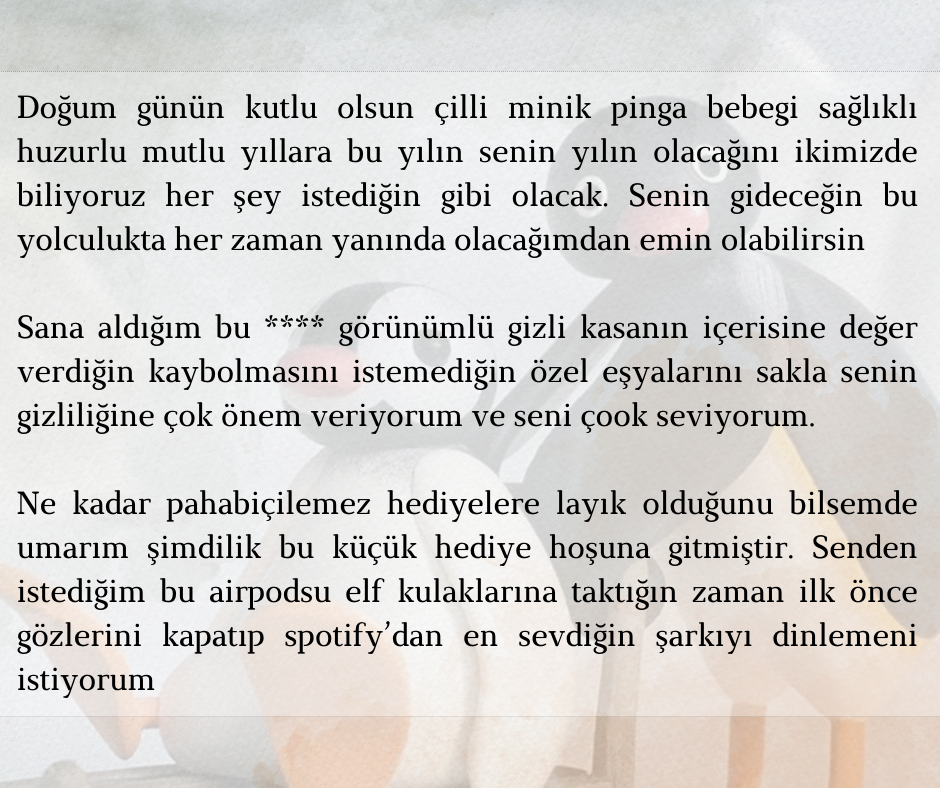 Doğum günün kutlu olsun çilli minik pinga bebegi sağlıklı
huzurlu mutlu yıllara bu yılın senin yılın olacağını ikimizde
biliyoruz her şey istediğin gibi olacak. Senin gideceğin bu
yolculukta her zaman yanında olacağımdan emin olabilirsin
Sana aldığım bu **** görünümlü gizli kasanın içerisine değer
verdiğin kaybolmasını istemediğin özel eşyalarını sakla senin
gizliliğine çok önem veriyorum ve seni çook seviyorum.
Ne kadar pahabiçilemez hediyelere layık olduğunu bilsemde
umarım şimdilik bu küçük hediye hoşuna gitmiştir. Senden
istediğim bu airpodsu elf kulaklarına taktığın zaman ilk önce
gözlerini kapatıp spotify’dan en sevdiğin şarkıyı dinlemeni
istiyorum